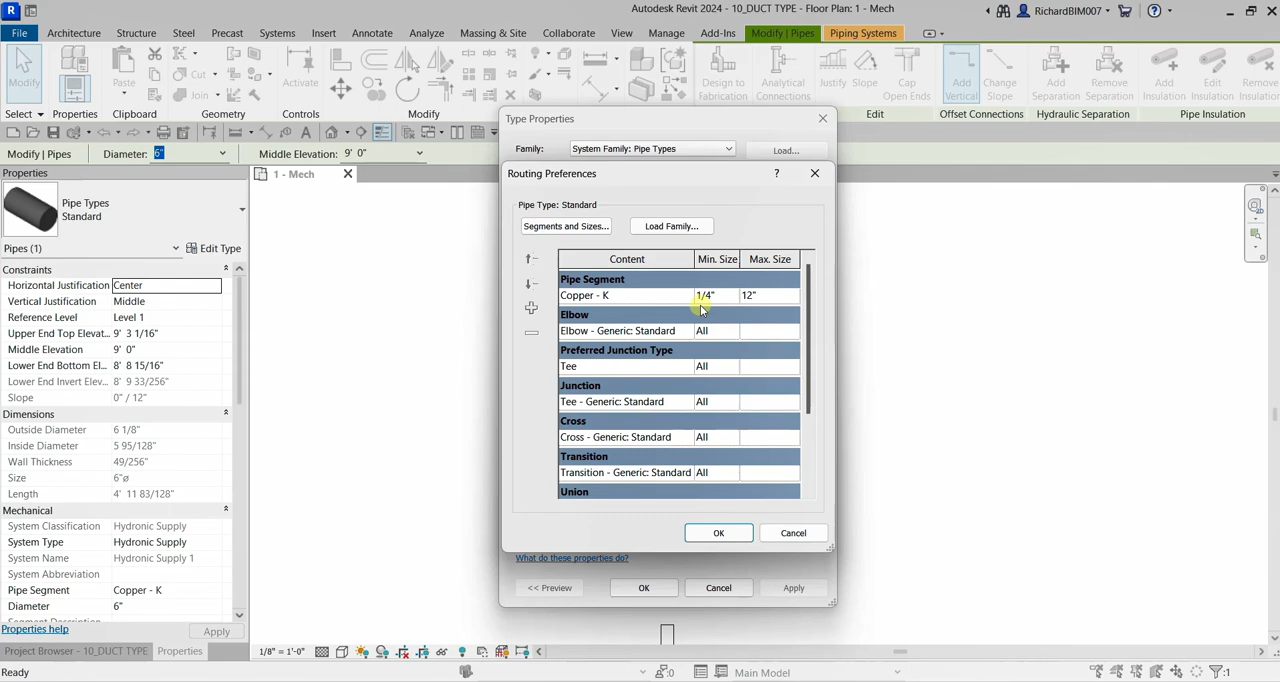 Autodesk Revit 2024 - 10_DUCT TYPE - Floor Plan: 1 - Mech
RichardBIM007
File
Architecture
Structure
Steel
Precast
Systems
Insert
Annotate
Analyze
Massing & Site
Collaborate
View
Manage
Add-Ins
Modify | Pipes
Piping Systems
Modify
Paste
Cut
Join
Activate
Design to
Fabrication
Analytical
Connections
Justify
Slope
Cap
Open Ends
Add
Vertical
Change
Slope
Add
Separation
Remove
Separation
Add
Insulation
Edit
Insulation
Remove
Insulation
Select
Properties
Clipboard
Geometry
Controls
Modify
Edit
Offset Connections
Hydraulic Separation
Pipe Insulation
Modify | Pipes
Diameter: 6"
Middle Elevation: 9' 0"
Properties
1 - Mech
Pipe Types
Standard
Pipes (1)
Edit Type
Constraints
Horizontal Justification Center
Vertical Justification Middle
Reference Level Level 1
Upper End Top Elevat... 9' 3 1/16"
Middle Elevation 9' 0"
Lower End Bottom El... 8' 8 15/16"
Lower End Invert Elev... 8' 9 33/256"
Slope 0" / 12"
Dimensions
Outside Diameter 6 1/8"
Inside Diameter 5 95/128"
Wall Thickness 49/256"
Size 6"ø
Length 4' 11 83/128"
Mechanical
System Classification Hydronic Supply
System Type Hydronic Supply
System Name Hydronic Supply 1
System Abbreviation
Pipe Segment Copper - K
Diameter 6"
Properties help
Apply
Project Browser - 10_DUCT TYPE
Properties
Type Properties
Family: System Family: Pipe Types
Load...
Routing Preferences
?
Pipe Type: Standard
Segments and Sizes...
Load Family...
Content Min. Size Max. Size
Pipe Segment
Copper - K 1/4" 12"
Elbow
Elbow - Generic: Standard All
Preferred Junction Type
Tee All
Junction
Tee - Generic: Standard All
Cross
Cross - Generic: Standard All
Transition
Transition - Generic: Standard All
Union
OK
Cancel
What do these properties do?
<< Preview
OK
Cancel
Apply
1/8" = 1'-0"
Ready
:0
Main Model
:1